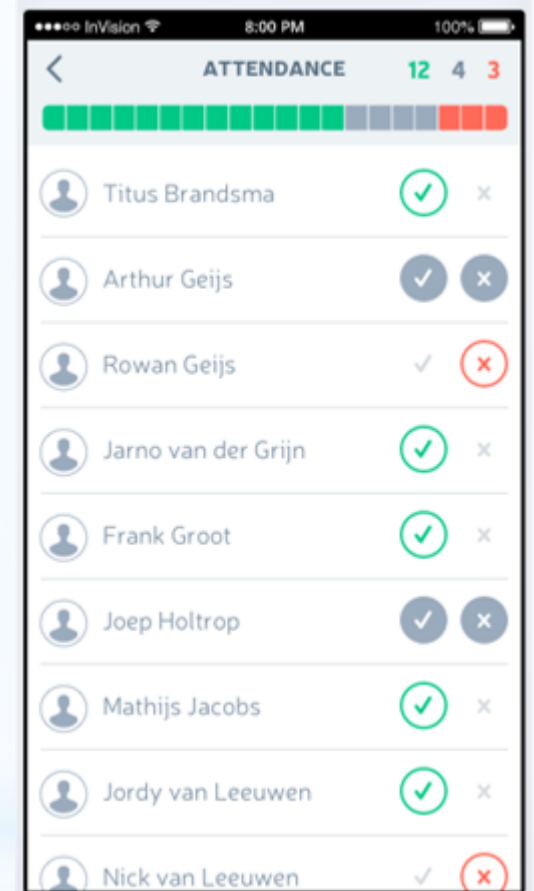 InVision 8:00 PM 100%
ATTENDANCE 12 4 3
Titus Brandsma
Arthur Geijs
Rowan Geijs
Jarno van der Grijn
Frank Groot
Joep Holtrop
Mathijs Jacobs
Jordy van Leeuwen
Nick van Leeuwen